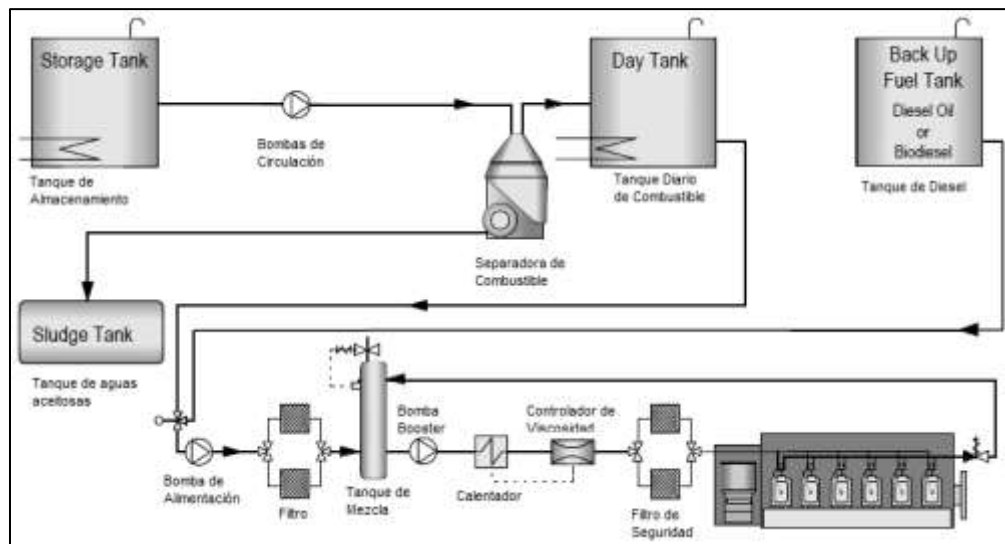 Storage Tank
Day Tank
Back Up
Fuel Tank
Diesel Oil
or
Biodiesel
Bombas de
Circulación
Tanque de
Almacenamiento
Tanque Diario
de Combustible
Tanque de Diesel
Separadora de
Combustible
Sludge Tank
Tanque de aguas
aceitosas
Bomba
Booster
Controlador de
Viscosidad
Bomba de
Alimentación
Filtro
Tanque de
Mezcla
Calentador
Filtro de
Seguridad